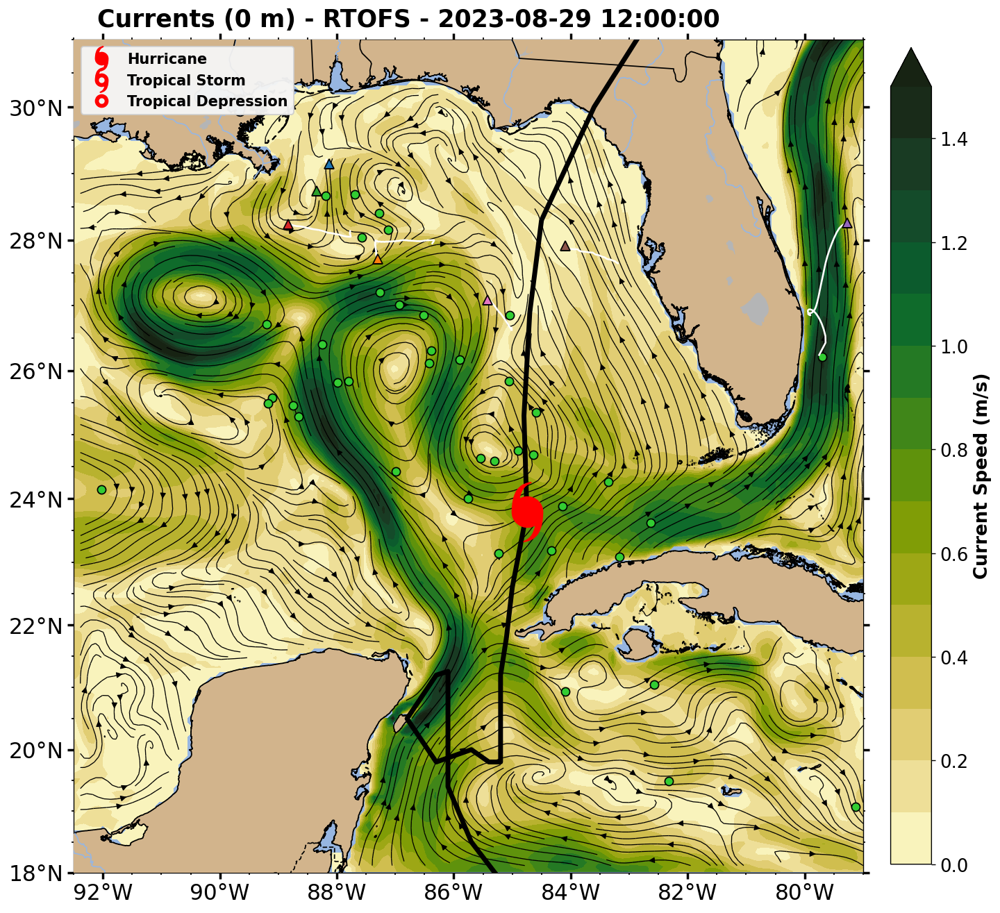 Currents (0 m) - RTOFS - 2023-08-29 12:00:00
Hurricane
Tropical Storm
Tropical Depression
30°N
28°N
26°N
24°N
22°N
20°N
18°N
92°W 90°W 88°W 86°W 84°W 82°W 80°W
1.4
1.2
1.0
0.8
0.6
0.4
0.2
0.0
Current Speed (m/s)